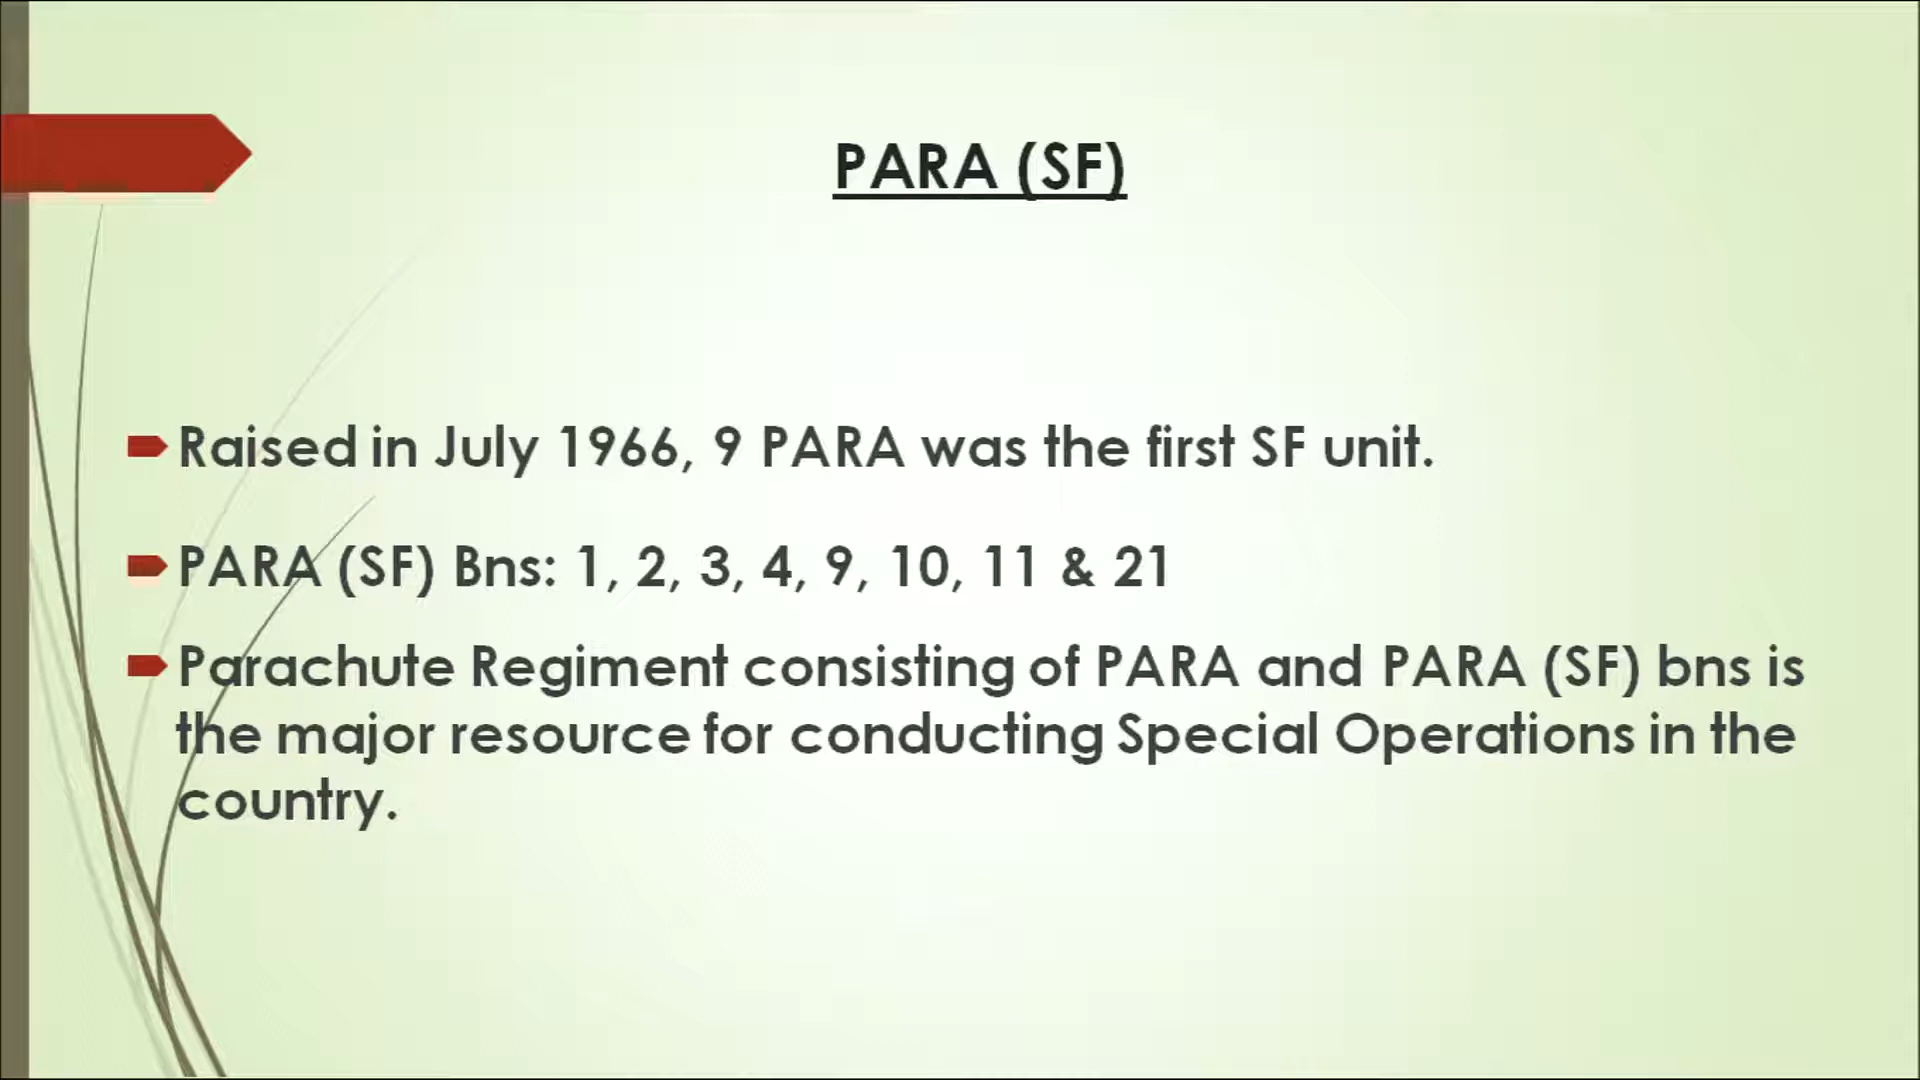 PARA (SF)
Raised in July 1966, 9 PARA was the first SF unit.
PARA (SF) Bns: 1, 2, 3, 4, 9, 10, 11 & 21
Parachute Regiment consisting of PARA and PARA (SF) bns is
the major resource for conducting Special Operations in the
country.